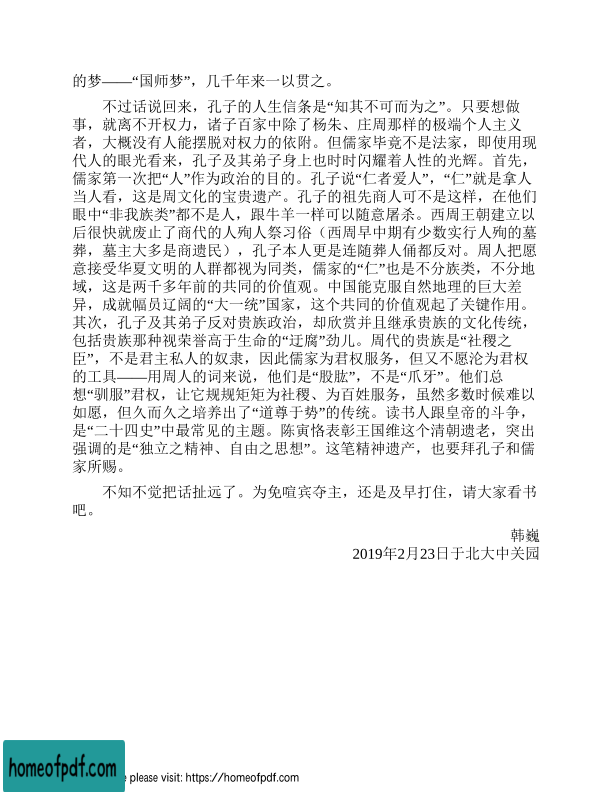 的梦——“国师梦”，几千年来一以贯之。
不过话说回来，孔子的人生信条是“知其不可而为之”。只要想做
事，就离不开权力，诸子百家中除了杨朱、庄周那样的极端个人主义
者，大概没有人能摆脱对权力的依附。但儒家毕竟不是法家，即使用现
代人的眼光看来，孔子及其弟子身上也时时闪耀着人性的光辉。首先，
儒家第一次把“人”作为政治的目的。孔子说“仁者爱人”，“仁”就是拿人
当人看，这是周文化的宝贵遗产。孔子的祖先商人可不是这样，在他们
眼中“非我族类”都不是人，跟牛羊一样可以随意屠杀。西周王朝建立以
后很快就废止了商代的人殉人祭习俗（西周早中期有少数实行人殉的墓
葬，墓主大多是商遗民），孔子本人更是连随葬人俑都反对。周人把愿
意接受华夏文明的人群都视为同类，儒家的“仁”也是不分族类，不分地
域，这是两千多年前的共同的价值观。中国能克服自然地理的巨大差
异，成就幅员辽阔的“大一统”国家，这个共同的价值观起了关键作用。
其次，孔子及其弟子反对贵族政治，却欣赏并且继承贵族的文化传统，
包括贵族那种视荣誉高于生命的“迂腐”劲儿。周代的贵族是“社稷之
臣”，不是君主私人的奴隶，因此儒家为君权服务，但又不愿沦为君权
的工具——用周人的词来说，他们是“股肱”，不是“爪牙”。他们总
想“驯服”君权，让它规规矩矩为社稷、为百姓服务，虽然多数时候难以
如愿，但久而久之培养出了“道尊于势”的传统。读书人跟皇帝的斗争，
是“二十四史”中最常见的主题。陈寅恪表彰王国维这个清朝遗老，突出
强调的是“独立之精神、自由之思想”。这笔精神遗产，也要拜孔子和儒
家所赐。
不知不觉把话扯远了。为免喧宾夺主，还是及早打住，请大家看书
吧。
韩巍
2019年2月23日于北大中关园
homeofpdf.com
e please visit: https://homeofpdf.com